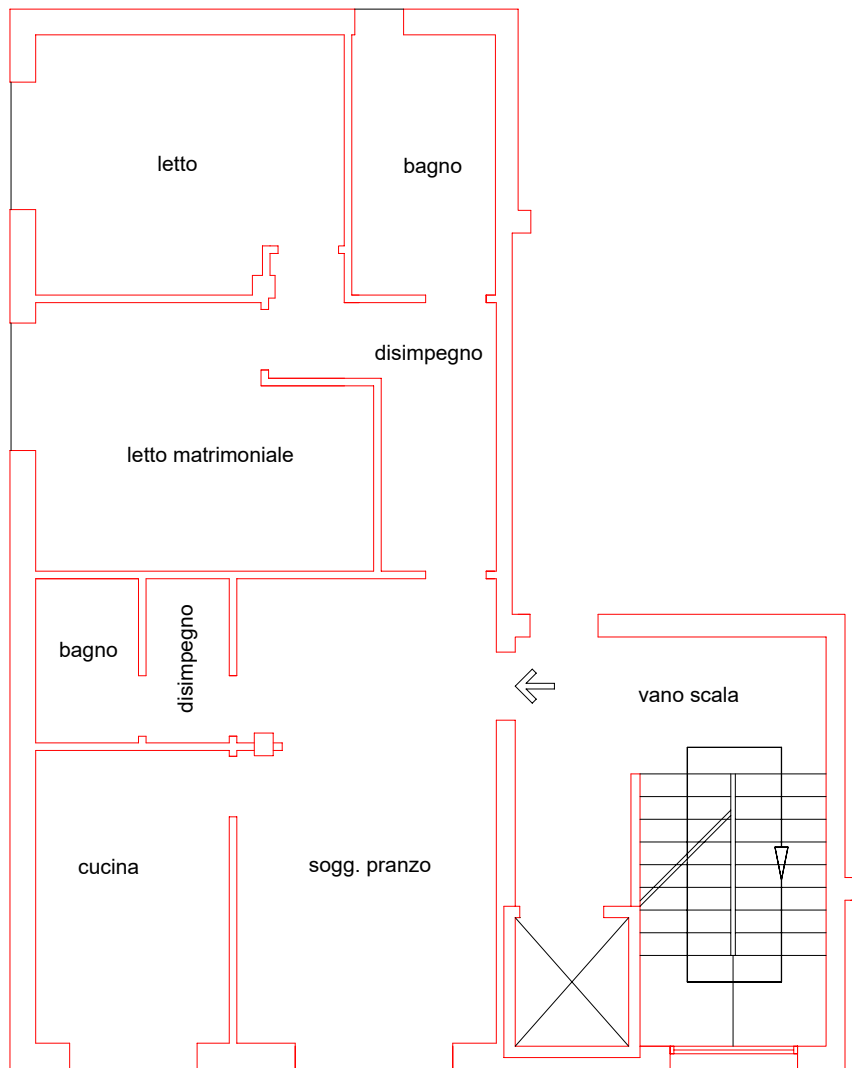 letto
bagno
disimpegno
letto matrimoniale
bagno
disimpegno
vano scala
cucina
sogg. pranzo